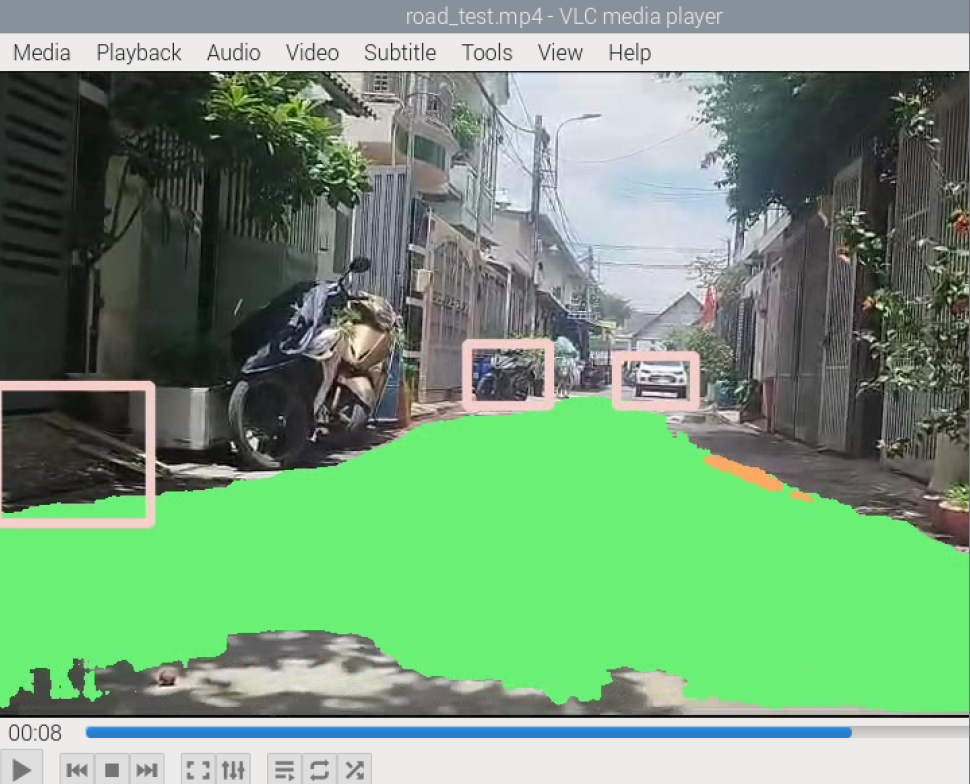 road_test.mp4 - VLC media player
Media Playback Audio Video Subtitle Tools View Help
00:08